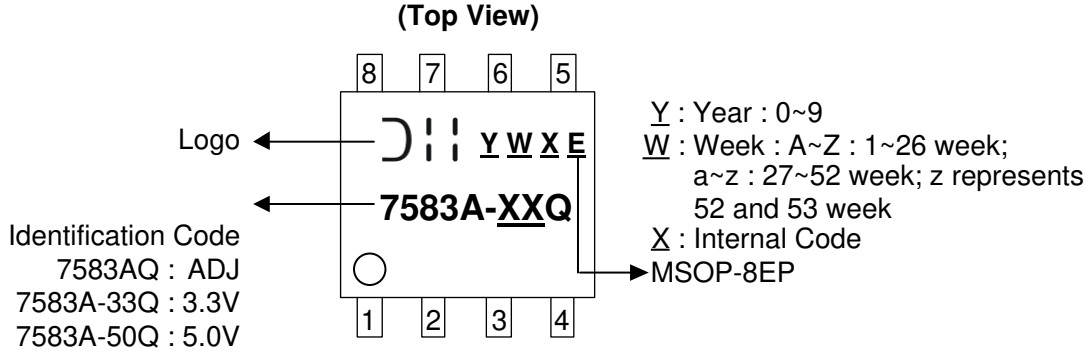 (Top View)
8 7 6 5
Logo
Y W X E
7583A-XXQ
Identification Code
7583AQ : ADJ
7583A-33Q : 3.3V
7583A-50Q : 5.0V
1 2 3 4
Y : Year : 0~9
W : Week : A~Z : 1~26 week;
a~z : 27~52 week; z represents
52 and 53 week
X : Internal Code
MSOP-8EP